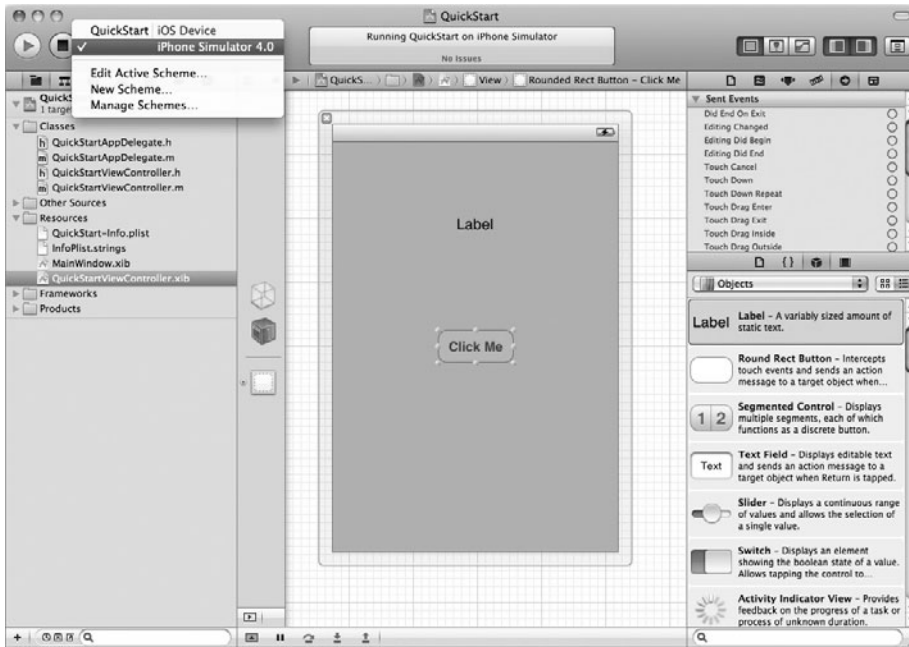 QuickStart
QuickStart iOS Device
✓ iPhone Simulator 4.0
Edit Active Scheme...
New Scheme...
Manage Schemes...
Running QuickStart on iPhone Simulator
No Issues
QuickS... View Rounded Rect Button – Click Me
QuickS
1 targe
Classes
h QuickStartAppDelegate.h
m QuickStartAppDelegate.m
h QuickStartViewController.h
m QuickStartViewController.m
Other Sources
Resources
QuickStart-Info.plist
InfoPlist.strings
MainWindow.xib
QuickStartViewController.xib
Frameworks
Products
Label
Click Me
Sent Events
Did End On Exit
Editing Changed
Editing Did Begin
Editing Did End
Touch Cancel
Touch Down
Touch Down Repeat
Touch Drag Enter
Touch Drag Exit
Touch Drag Inside
Touch Drag Outside
{}
Objects
Label
Label – A variably sized amount of
static text.
Round Rect Button – Intercepts
touch events and sends an action
message to a target object when...
1 2
Segmented Control – Displays
multiple segments, each of which
functions as a discrete button.
Text
Text Field – Displays editable text
and sends an action message to a
target object when Return is tapped.
Slider – Displays a continuous range
of values and allows the selection of
a single value.
Switch – Displays an element
showing the boolean state of a value.
Allows tapping the control to...
Activity Indicator View – Provides
feedback on the progress of a task or
process of unknown duration.